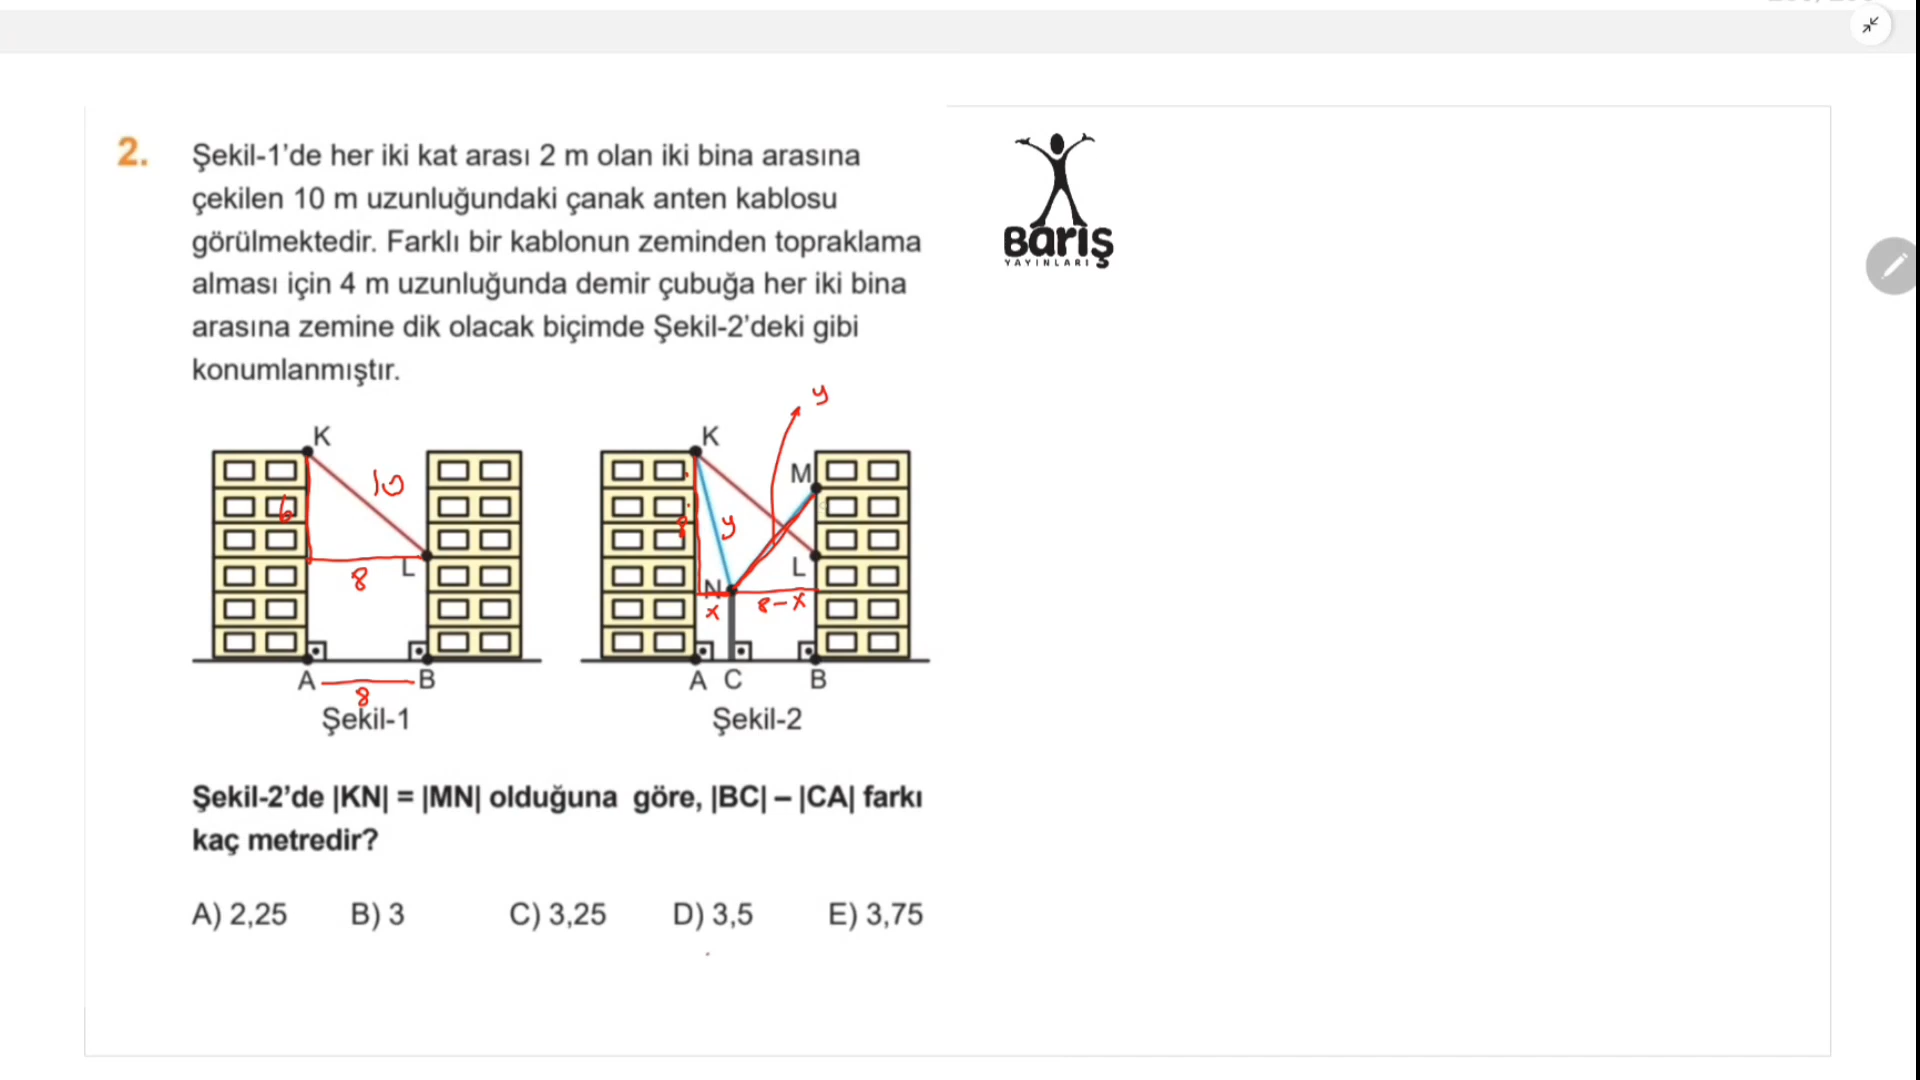 2. Şekil-1'de her iki kat arası 2 m olan iki bina arasına
çekilen 10 m uzunluğundaki çanak anten kablosu
görülmektedir. Farklı bir kablonun zeminden topraklama
alması için 4 m uzunluğunda demir çubuğa her iki bina
arasına zemine dik olacak biçimde Şekil-2'deki gibi
konumlanmıştır.
Barış
YAYINLARI
K
10
6
8
L
A
B
8
Şekil-1
y
K
M
y
L
N
x
8-x
A C
B
Şekil-2
Şekil-2'de |KN| = |MN| olduğuna göre, |BC| – |CA| farkı
kaç metredir?
A) 2,25 B) 3 C) 3,25 D) 3,5 E) 3,75